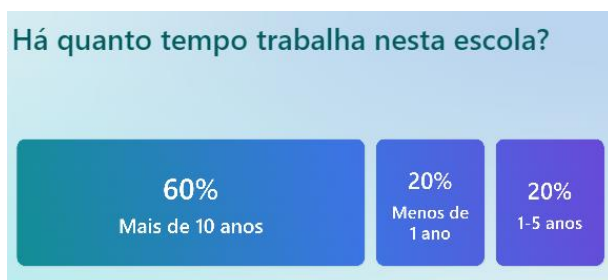 Há quanto tempo trabalha nesta escola?
60%
Mais de 10 anos
20%
Menos de
1 ano
20%
1-5 anos